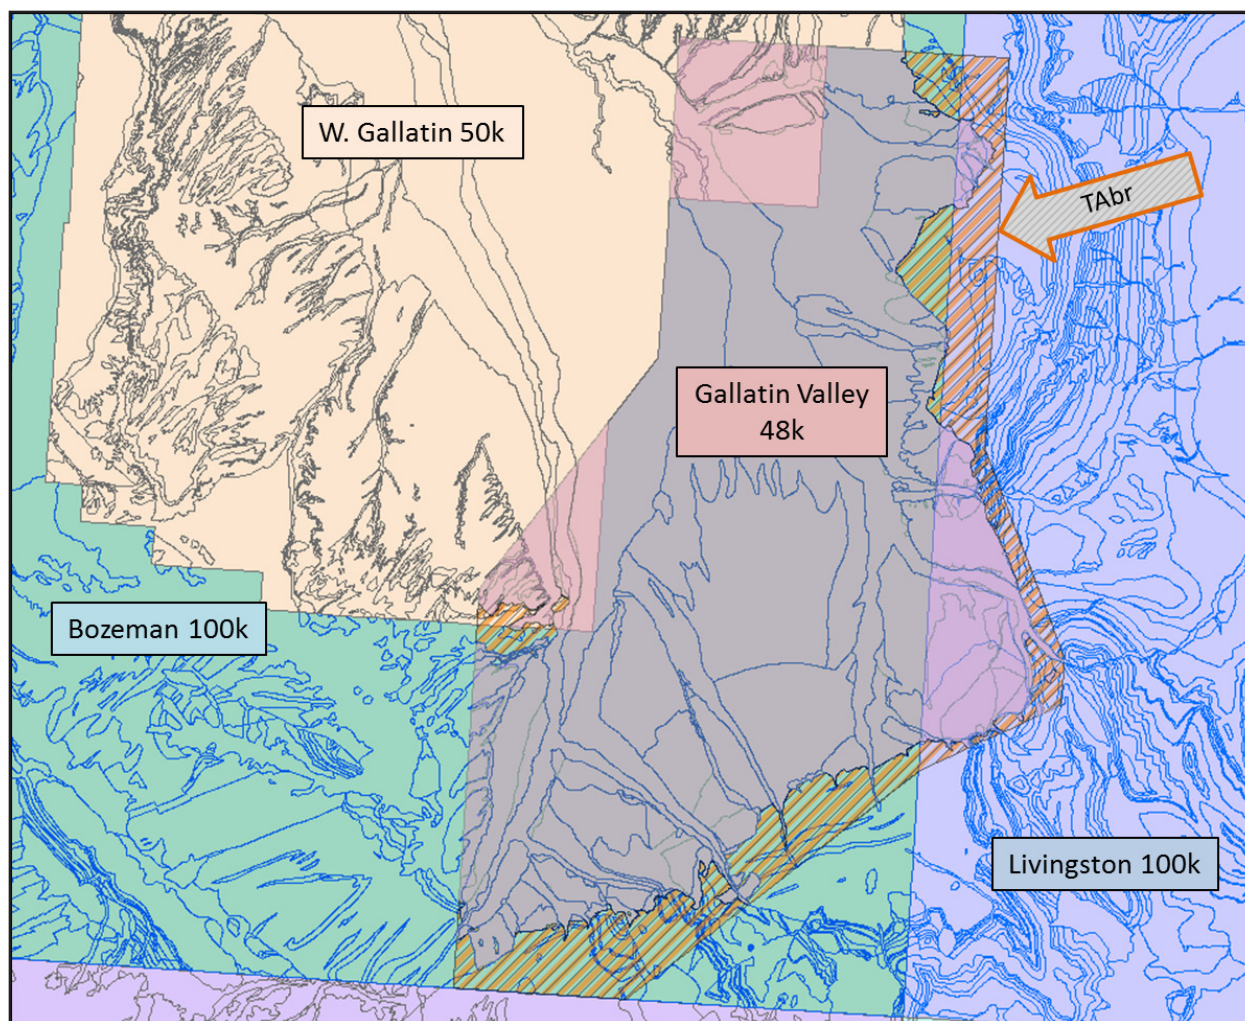 W. Gallatin 50k
TAbr
Gallatin Valley
48k
Bozeman 100k
Livingston 100k